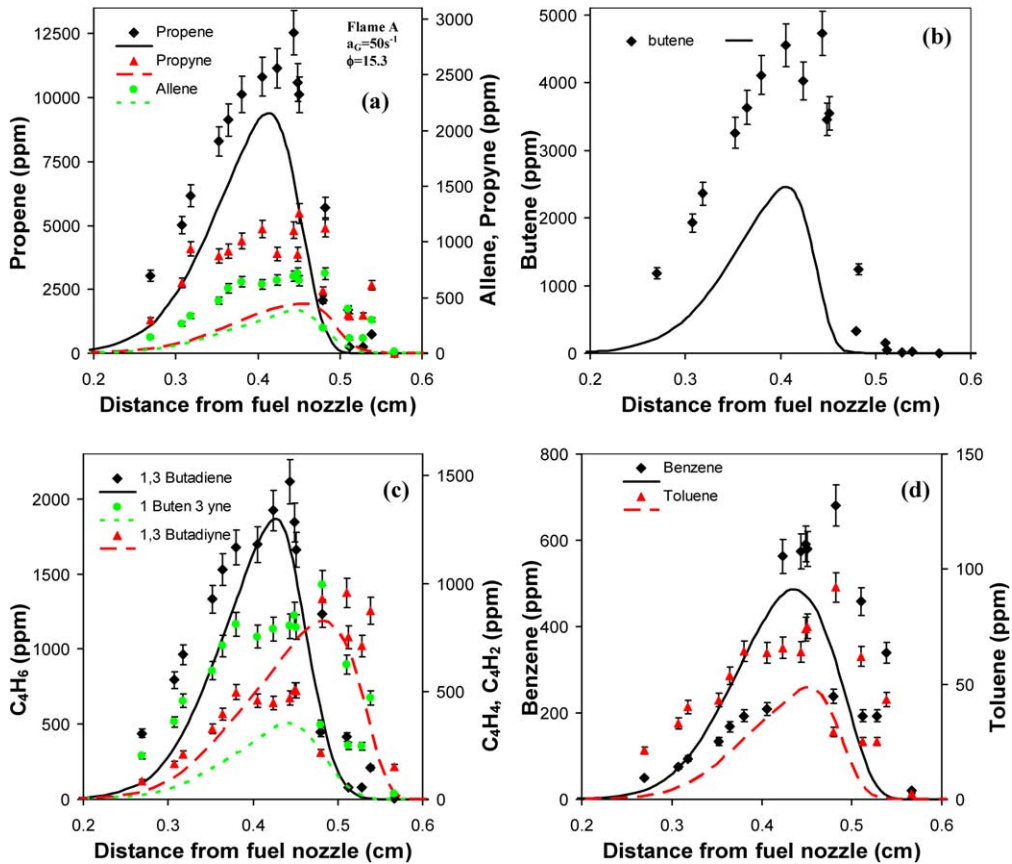 Propene
Propyne
Allene
Flame A
a_G=50s⁻¹
ϕ=15.3
(a)
12500
10000
7500
5000
2500
0
Propene (ppm)
3000
2500
2000
1500
1000
500
0
Allene, Propyne (ppm)
0.2 0.3 0.4 0.5 0.6
Distance from fuel nozzle (cm)
butene
(b)
5000
4000
3000
2000
1000
0
Butene (ppm)
0.2 0.3 0.4 0.5 0.6
Distance from fuel nozzle (cm)
1,3 Butadiene
1 Buten 3 yne
1,3 Butadiyne
(c)
2000
1500
1000
500
0
C₄H₆ (ppm)
1500
1000
500
0
C₄H₄, C₄H₂ (ppm)
0.2 0.3 0.4 0.5 0.6
Distance from fuel nozzle (cm)
Benzene
Toluene
(d)
800
600
400
200
0
Benzene (ppm)
150
100
50
0
Toluene (ppm)
0.2 0.3 0.4 0.5 0.6
Distance from fuel nozzle (cm)